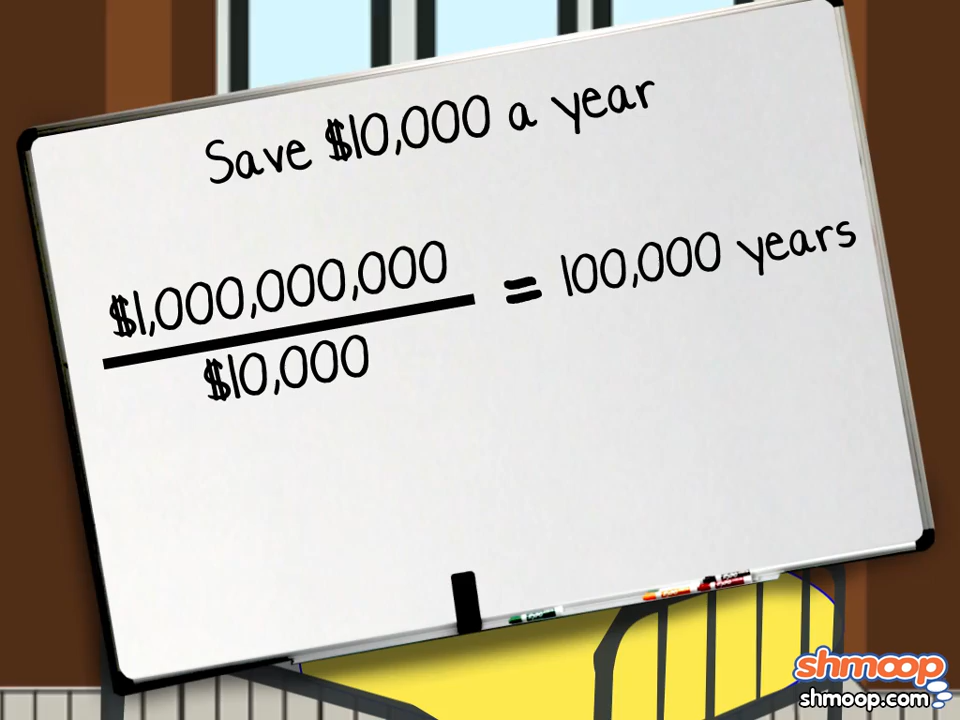 Save $10,000 a year
$1,000,000,000
= 100,000 years
$10,000
shmoop
shmoop.com